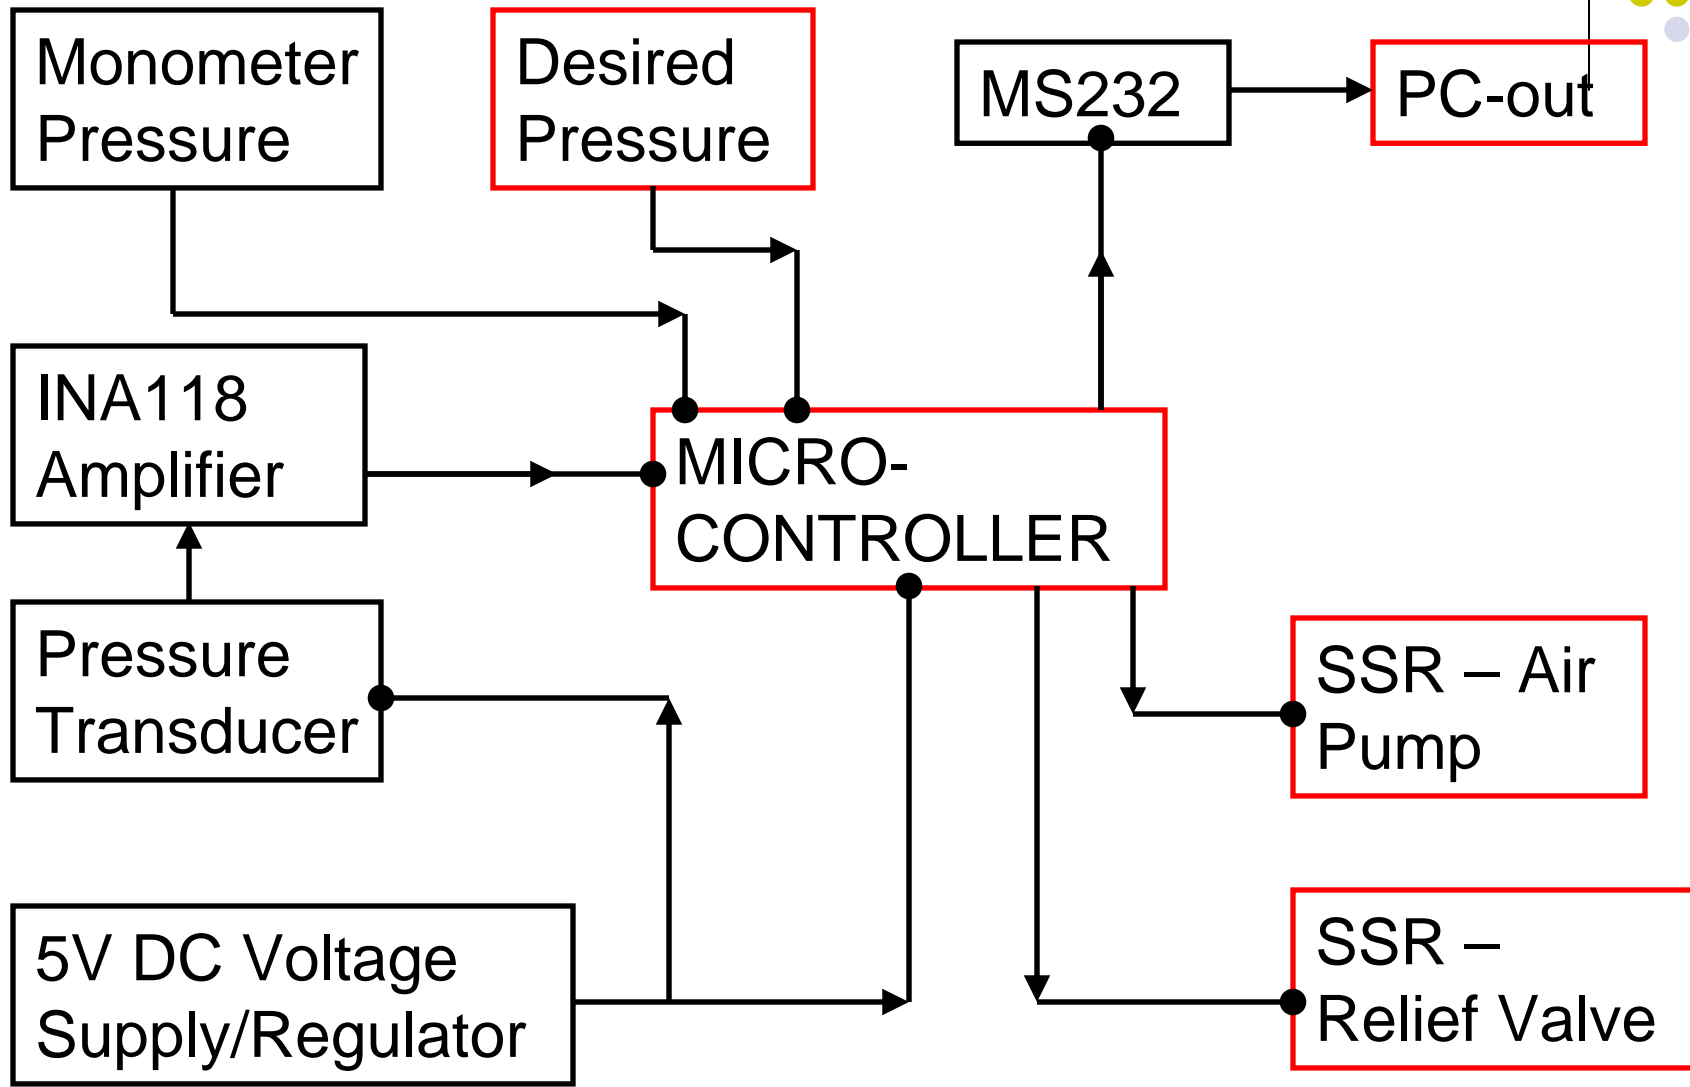 Monometer
Pressure
Desired
Pressure
MS232
PC-out
INA118
Amplifier
MICRO-
CONTROLLER
Pressure
Transducer
SSR – Air
Pump
5V DC Voltage
Supply/Regulator
SSR –
Relief Valve